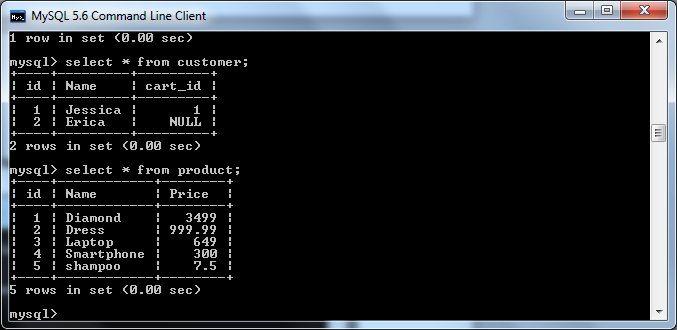 MySQL 5.6 Command Line Client
1 row in set (0.00 sec)
mysql> select * from customer;
+----+---------+---------+
| id | Name    | cart_id |
+----+---------+---------+
|  1 | Jessica |       1 |
|  2 | Erica   |    NULL |
+----+---------+---------+
2 rows in set (0.00 sec)
mysql> select * from product;
+----+------------+--------+
| id | Name       | Price  |
+----+------------+--------+
|  1 | Diamond    |   3499 |
|  2 | Dress      | 999.99 |
|  3 | Laptop     |    649 |
|  4 | Smartphone |    300 |
|  5 | shampoo    |    7.5 |
+----+------------+--------+
5 rows in set (0.00 sec)
mysql>